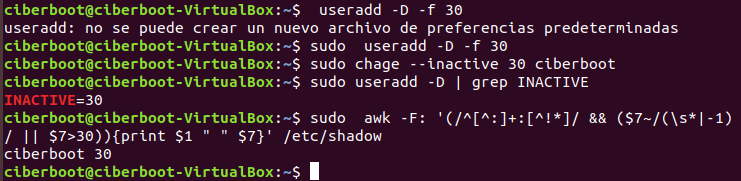 ciberboot@ciberboot-VirtualBox:~$  useradd -D -f 30
useradd: no se puede crear un nuevo archivo de preferencias predeterminadas
ciberboot@ciberboot-VirtualBox:~$ sudo  useradd -D -f 30
ciberboot@ciberboot-VirtualBox:~$ sudo chage --inactive 30 ciberboot
ciberboot@ciberboot-VirtualBox:~$ sudo useradd -D | grep INACTIVE
INACTIVE=30
ciberboot@ciberboot-VirtualBox:~$ sudo  awk -F: '(/^[^:]+:[^!*]/ && ($7~/(\s*|-1)
/ || $7>30)){print $1 " " $7}' /etc/shadow
ciberboot 30
ciberboot@ciberboot-VirtualBox:~$